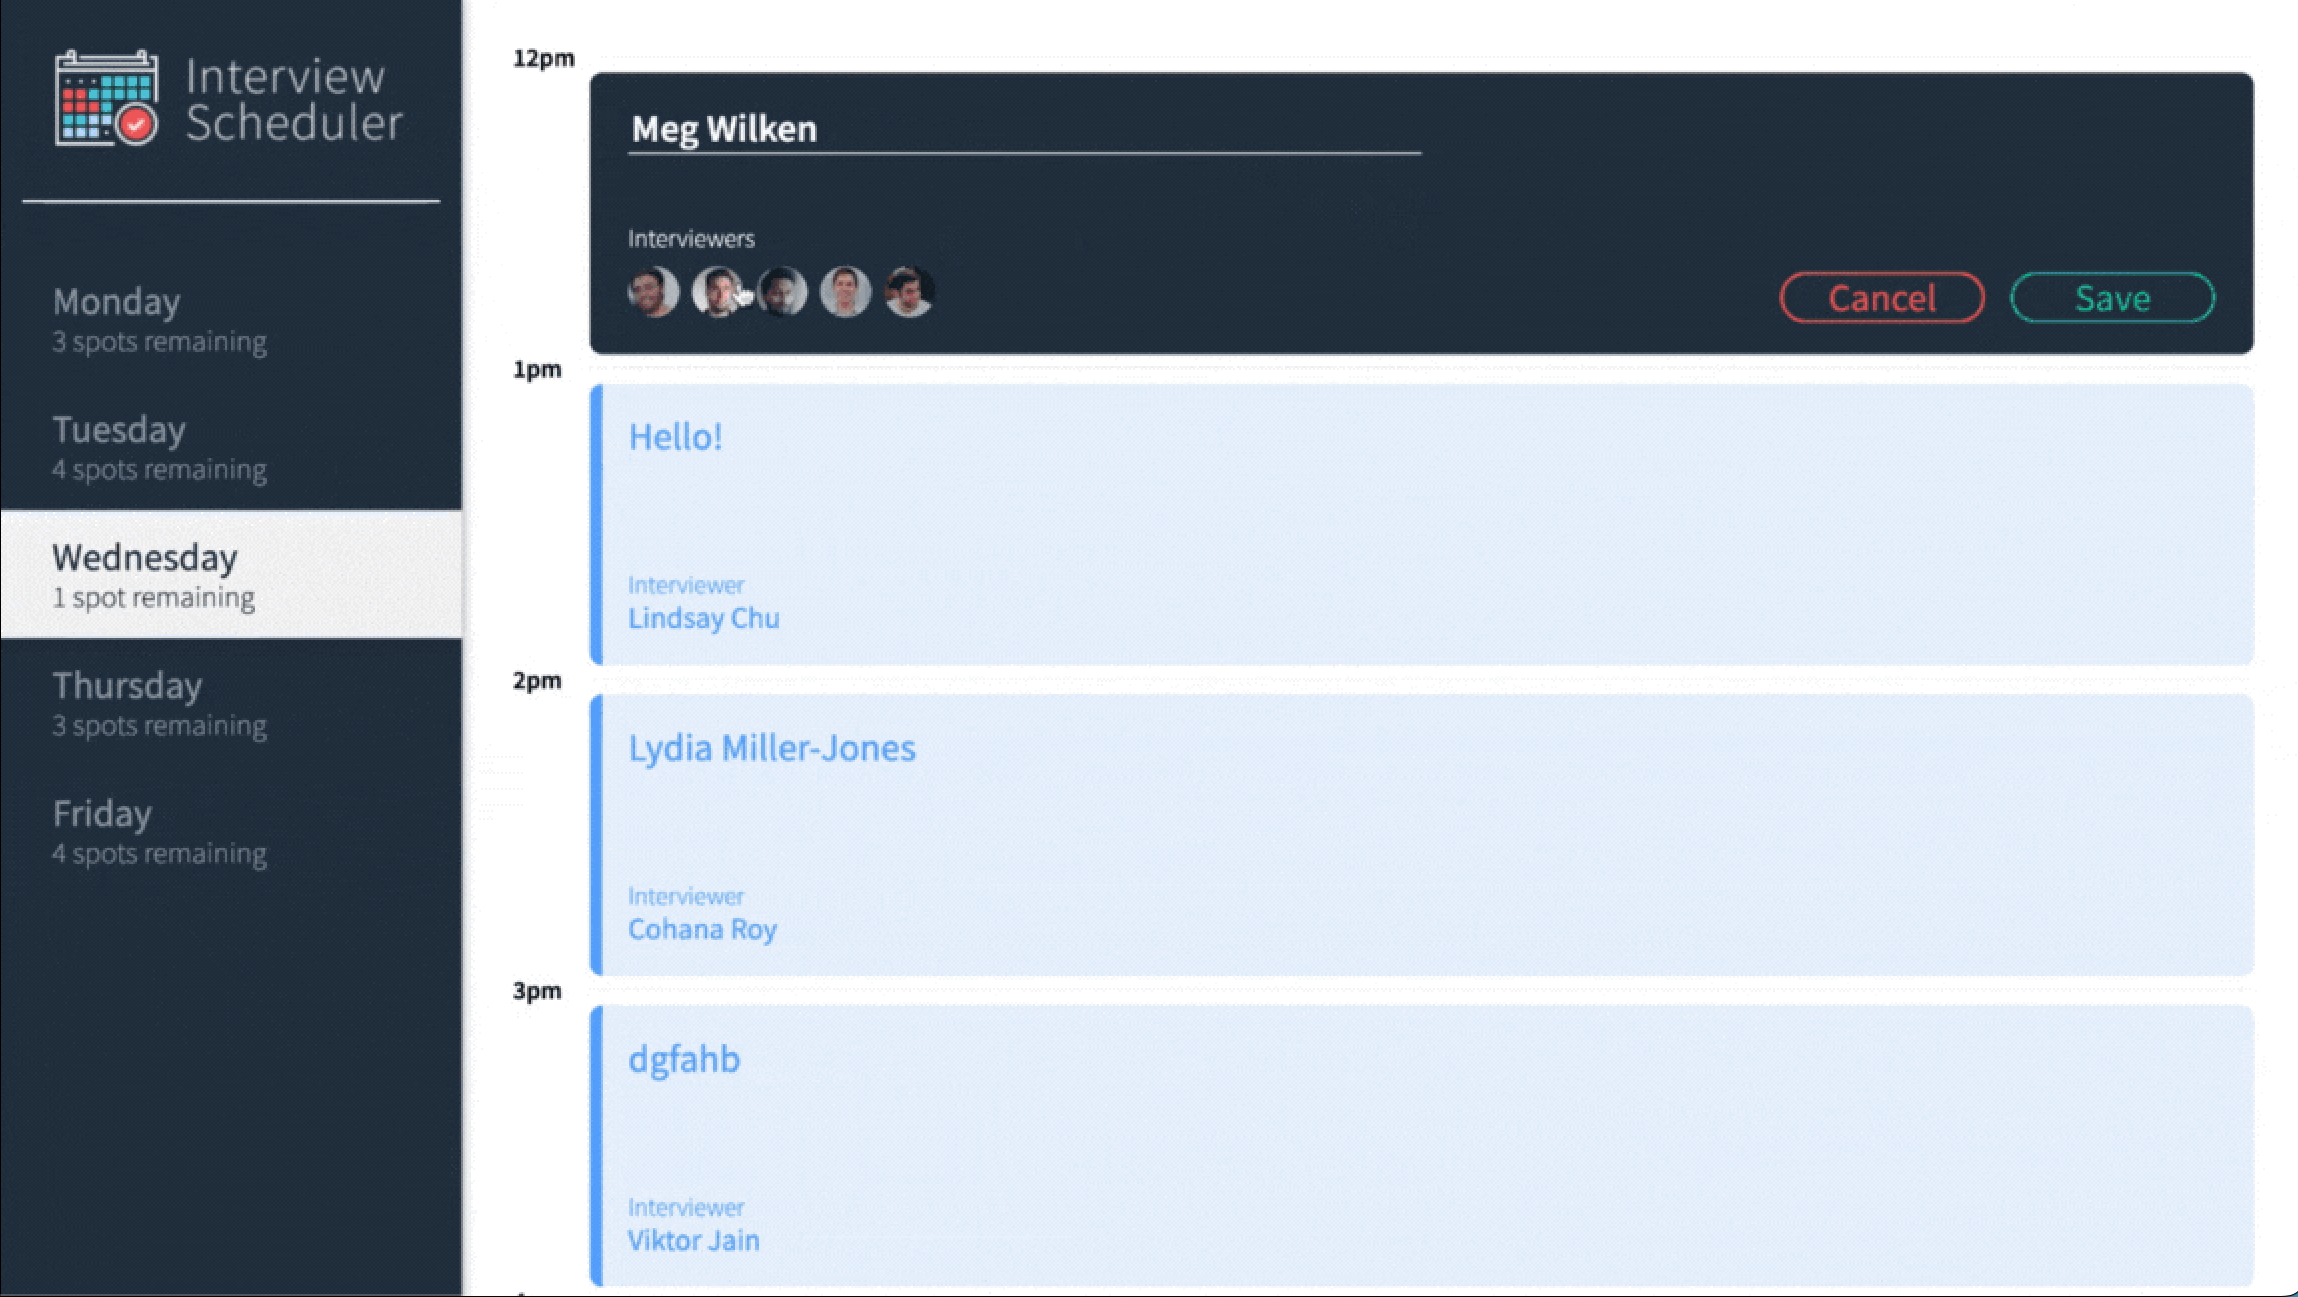 Interview
Scheduler
Monday
3 spots remaining
Tuesday
4 spots remaining
Wednesday
1 spot remaining
Thursday
3 spots remaining
Friday
4 spots remaining
12pm
Meg Wilken
Interviewers
Cancel
Save
1pm
Hello!
Interviewer
Lindsay Chu
2pm
Lydia Miller-Jones
Interviewer
Cohana Roy
3pm
dgfahb
Interviewer
Viktor Jain